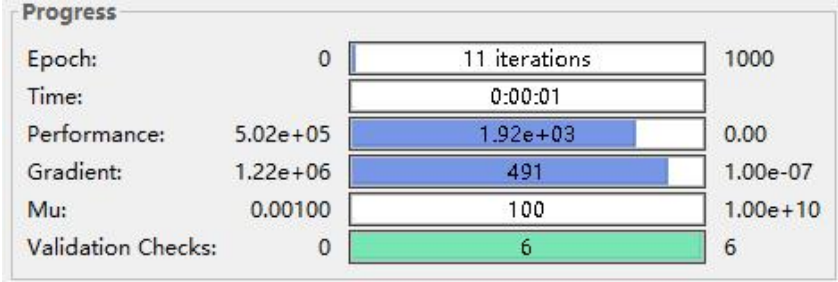 Progress
Epoch: 0 11 iterations 1000
Time: 0:00:01
Performance: 5.02e+05 1.92e+03 0.00
Gradient: 1.22e+06 491 1.00e-07
Mu: 0.00100 100 1.00e+10
Validation Checks: 0 6 6